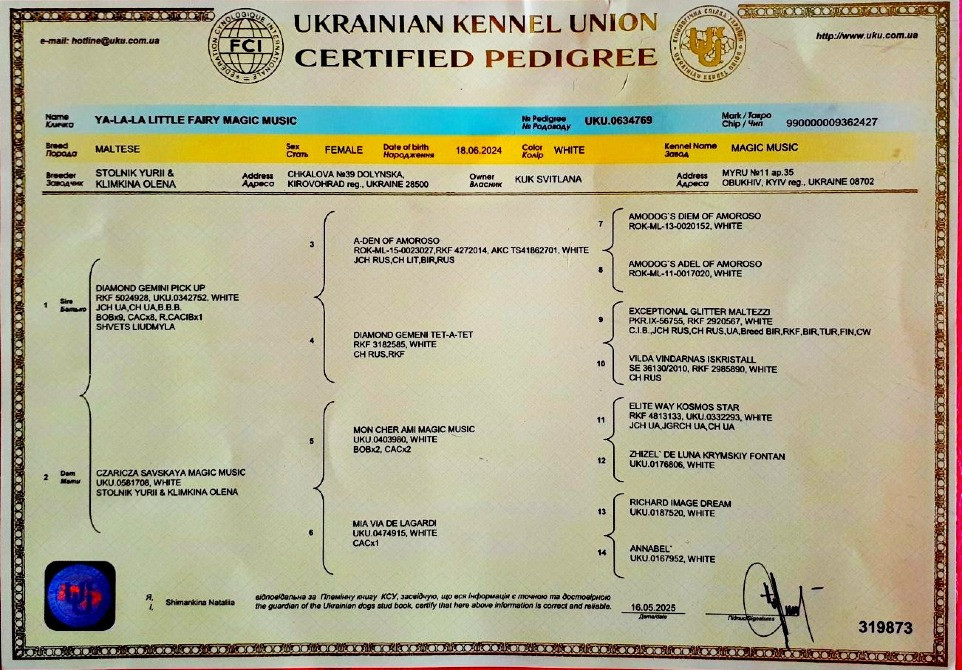 UKRAINIAN KENNEL UNION
CERTIFIED PEDIGREE
e-mail: hotline@uku.com.ua
FCI
FEDERATION CYNOLOGIQUE INTERNATIONALE
http://www.uku.com.ua
Name YA-LA-LA LITTLE FAIRY MAGIC MUSIC № Pedigree UKU.0634769 Mark / Тавро
Кличка № Родоводу Chip / Чип 990000009362427
Breed MALTESE Sex FEMALE Date of birth 18.06.2024 Color WHITE Kennel Name MAGIC MUSIC
Порода Стать Народження Колір Завод
Breeder STOLNIK YURII & Address CHKALOVA №39 DOLYNSKA, Owner KUK SVITLANA Address MYRU №11 ap.35
Заводчик KLIMKINA OLENA Адреса KIROVOHRAD reg., UKRAINE 28500 Власник Адреса OBUKHIV, KYIV reg., UKRAINE 08702
1 Sire
Батько
DIAMOND GEMINI PICK UP
RKF 5024928, UKU.0342752, WHITE
JCH UA,CH UA,B.B.B.
BOBx9, CACx8, R.CACIBx1
SHVETS LIUDMYLA
2 Dam
Мати
CZARICZA SAVSKAYA MAGIC MUSIC
UKU.0581708, WHITE
STOLNIK YURII & KLIMKINA OLENA
3
A-DEN OF AMOROSO
ROK-ML-15-0023027,RKF 4272014, AKC TS41862701, WHITE
JCH RUS,CH LIT,BIR,RUS
4
DIAMOND GEMENI TET-A-TET
RKF 3182585, WHITE
CH RUS,RKF
5
MON CHER AMI MAGIC MUSIC
UKU.0403980, WHITE
BOBx2, CACx2
6
MIA VIA DE LAGARDI
UKU.0474915, WHITE
CACx1
7
AMODOG`S DIEM OF AMOROSO
ROK-ML-13-0020152, WHITE
8
AMODOG`S ADEL OF AMOROSO
ROK-ML-11-0017020, WHITE
9
EXCEPTIONAL GLITTER MALTEZZI
PKR.IX-56755, RKF 2920567, WHITE
C.I.B.,JCH RUS,CH RUS,UA,Breed BIR,RKF,BIR,TUR,FIN,CW
10
VILDA VINDARNAS ISKRISTALL
SE 36130/2010, RKF 2985890, WHITE
CH RUS
11
ELITE WAY KOSMOS STAR
RKF 4813133, UKU.0332293, WHITE
JCH UA,JGRCH UA,CH UA
12
ZHIZEL` DE LUNA KRYMSKIY FONTAN
UKU.0176806, WHITE
13
RICHARD IMAGE DREAM
UKU.0187520, WHITE
14
ANNABEL`
UKU.0167952, WHITE
Я, Shimankina Nataliia відповідальна за Племінну книгу КСУ, засвідчую, що вся інформація є точною та достовірною
I, the guardian of the Ukrainian dogs stud book, certify that here above information is correct and reliable.
16.05.2025
Дата/date
Підпис/Signatures
319873